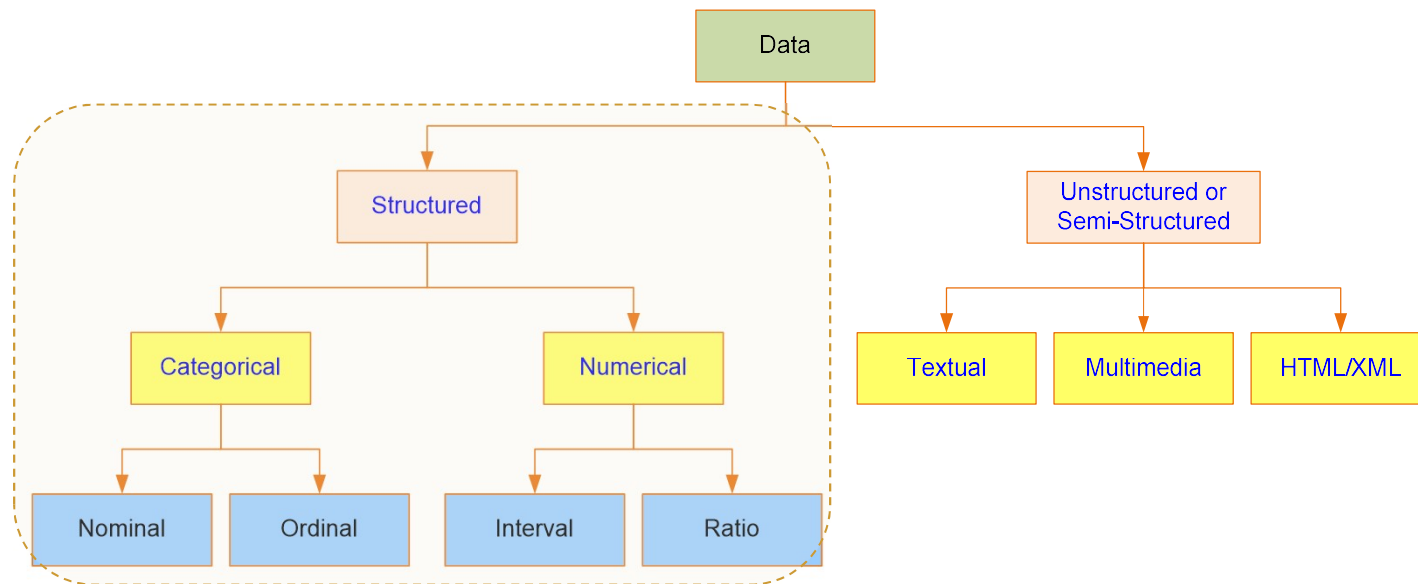 Data
Structured
Unstructured or
Semi-Structured
Categorical
Numerical
Textual
Multimedia
HTML/XML
Nominal
Ordinal
Interval
Ratio